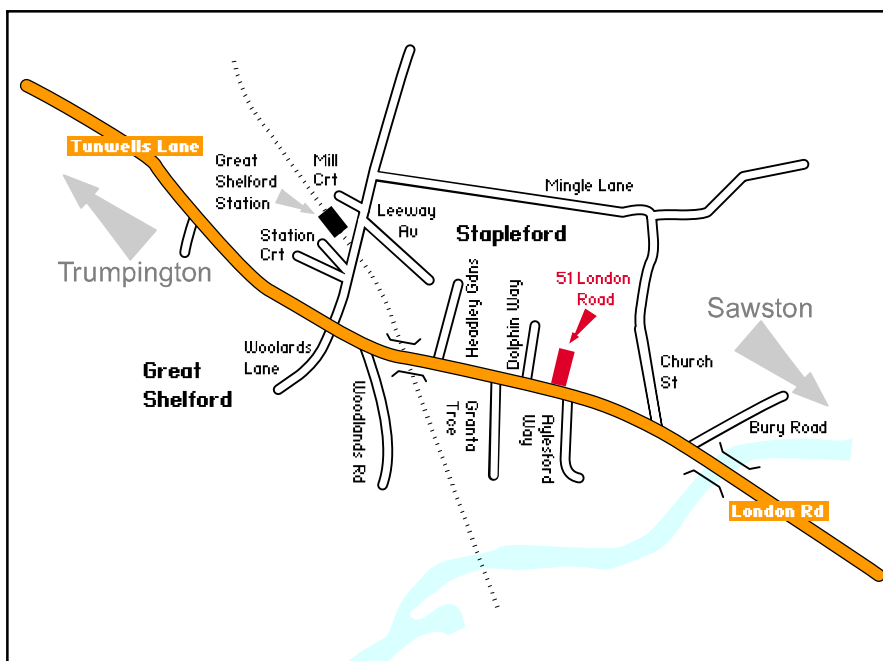 Tunwells Lane
Great
Shelford
Station
Mill
Crt
Mingle Lane
Leeway
Av
Stapleford
Station
Crt
Trumpington
51 London
Road
Sawston
Headley Gdns
Dolphin Way
Woolards
Lane
Great
Shelford
Church
St
Woodlands Rd
Granta
Trce
Aylesford
Way
Bury Road
London Rd